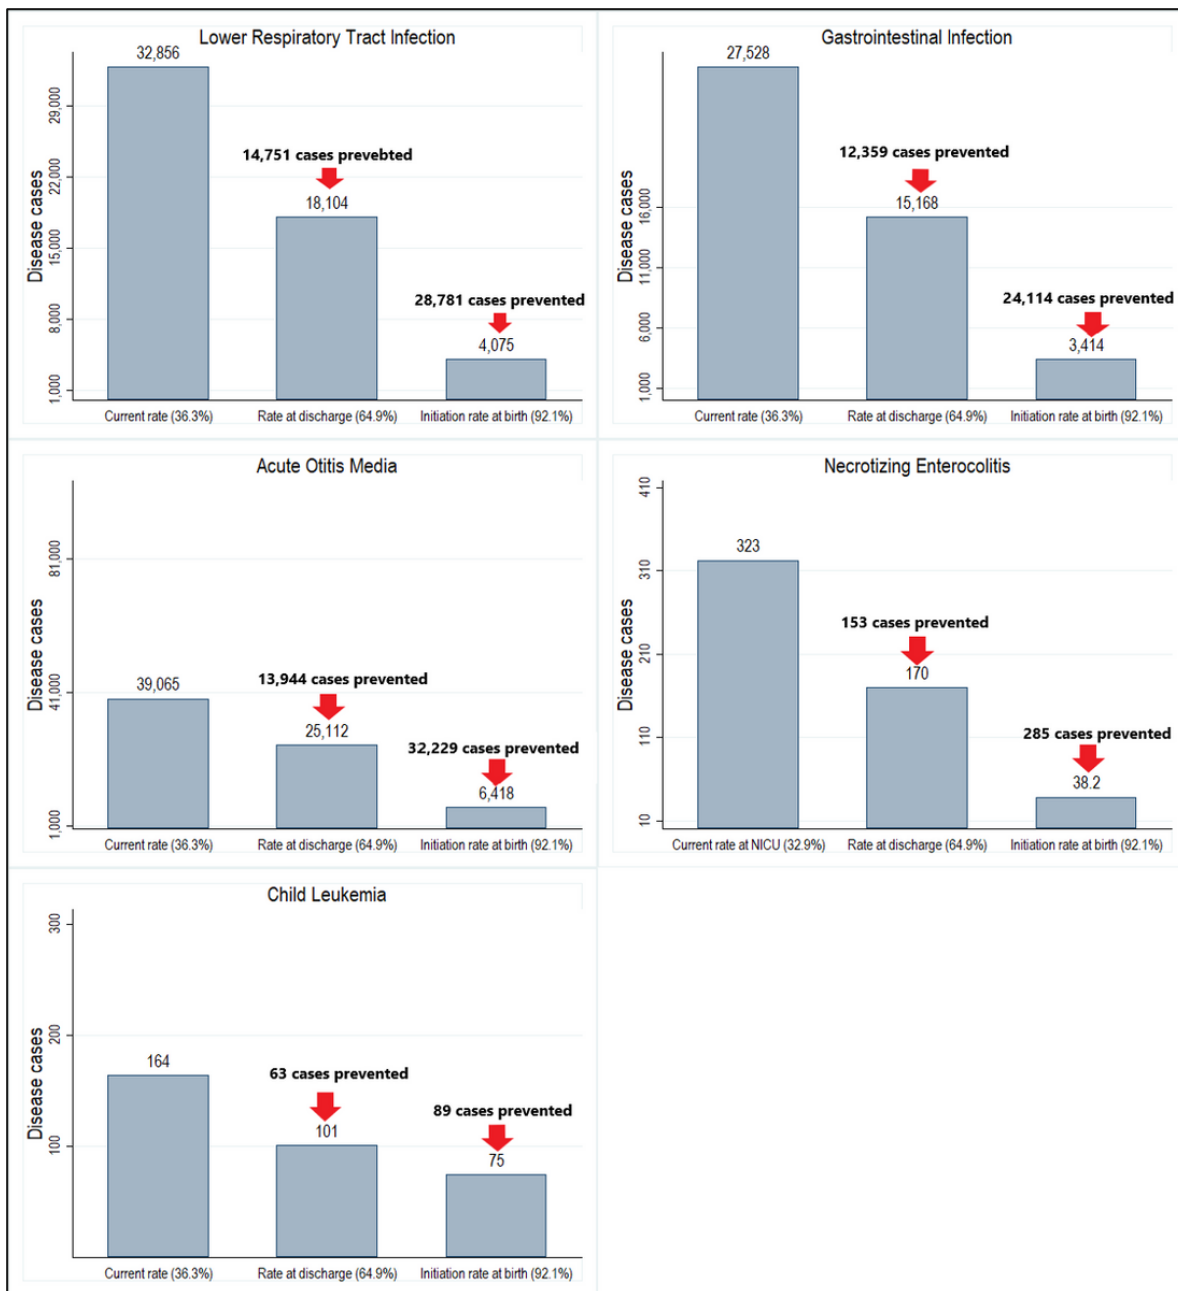 Lower Respiratory Tract Infection
Disease cases
29,000
22,000
15,000
8,000
1,000
32,856
14,751 cases prevebted
18,104
28,781 cases prevented
4,075
Current rate (36.3%) Rate at discharge (64.9%) Initiation rate at birth (92.1%)
Gastrointestinal Infection
Disease cases
16,000
11,000
6,000
1,000
27,528
12,359 cases prevented
15,168
24,114 cases prevented
3,414
Current rate (36.3%) Rate at discharge (64.9%) Initiation rate at birth (92.1%)
Acute Otitis Media
Disease cases
81,000
41,000
1,000
39,065
13,944 cases prevented
25,112
32,229 cases prevented
6,418
Current rate (36.3%) Rate at discharge (64.9%) Initiation rate at birth (92.1%)
Necrotizing Enterocolitis
Disease cases
410
310
210
110
10
323
153 cases prevented
170
285 cases prevented
38.2
Current rate at NICU (32.9%) Rate at discharge (64.9%) Initiation rate at birth (92.1%)
Child Leukemia
Disease cases
300
200
100
164
63 cases prevented
101
89 cases prevented
75
Current rate (36.3%) Rate at discharge (64.9%) Initiation rate at birth (92.1%)